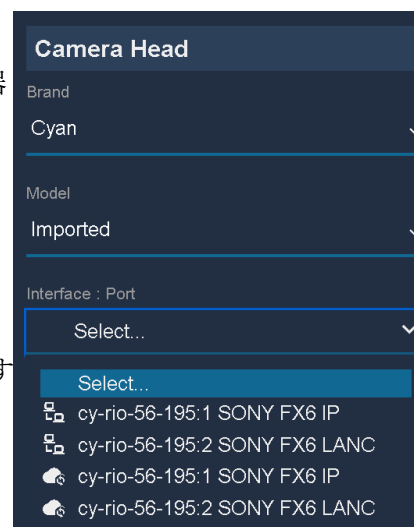 Camera Head
器
Brand
Cyan
Model
Imported
Interface : Port
Select...
す
Select...
cy-rio-56-195:1 SONY FX6 IP
cy-rio-56-195:2 SONY FX6 LANC
cy-rio-56-195:1 SONY FX6 IP
cy-rio-56-195:2 SONY FX6 LANC